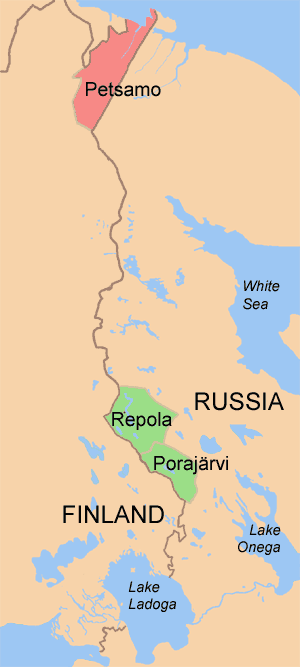 Petsamo
White
Sea
RUSSIA
Repola
Porajärvi
FINLAND
Lake
Onega
Lake
Ladoga